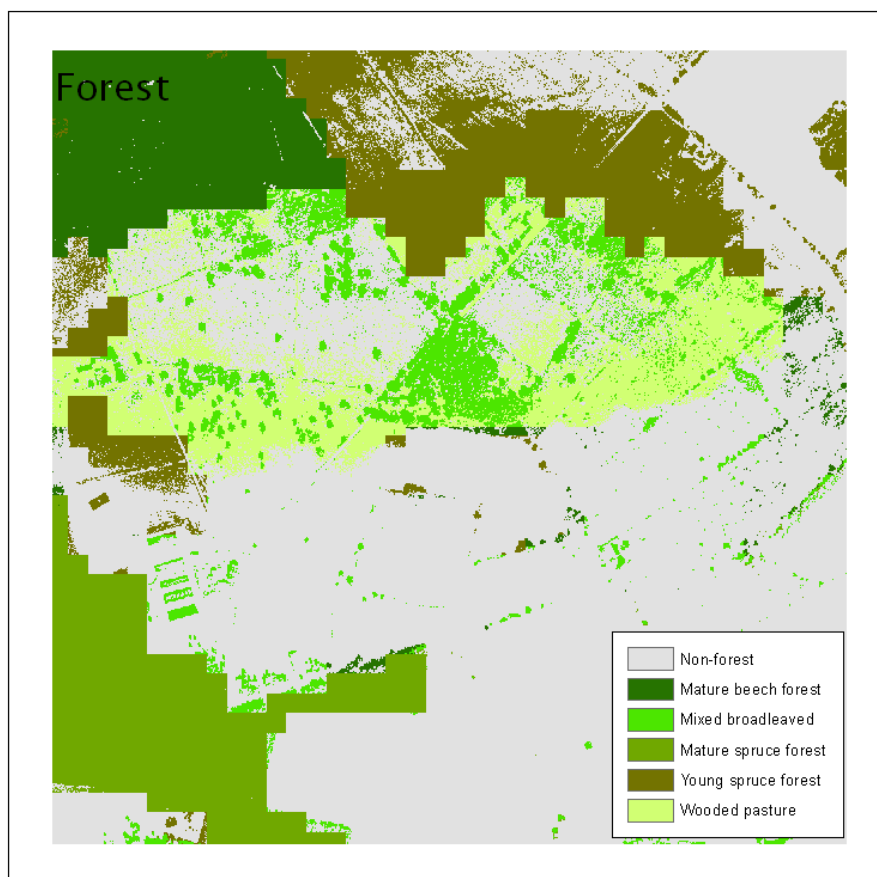 Forest
Non-forest
Mature beech forest
Mixed broadleaved
Mature spruce forest
Young spruce forest
Wooded pasture